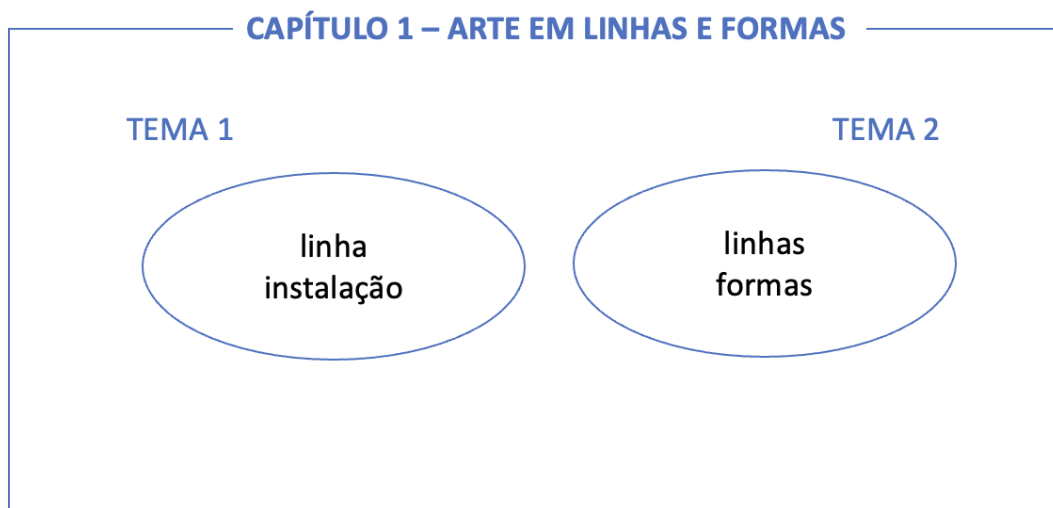 CAPÍTULO 1 – ARTE EM LINHAS E FORMAS
TEMA 1
TEMA 2
linha
instalação
linhas
formas